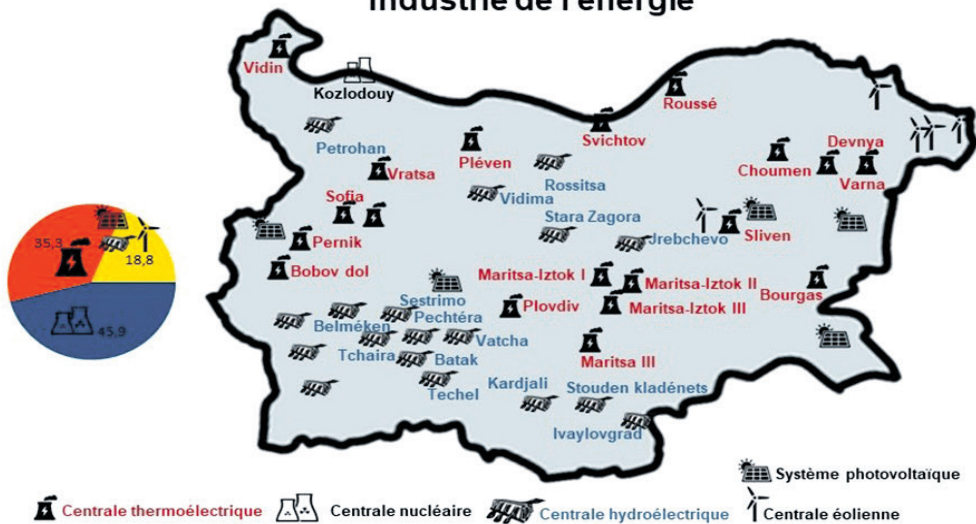 Industrie de l'énergie
Vidin
Kozlodouy
Roussé
Petrohan
Svichtov
Pléven
Devnya
Choumen
Vratsa
Rossitsa
Varna
Vidima
Sofia
Stara Zagora
35,3
Jrebchevo
Sliven
Pernik
18,8
Bobov dol
Maritsa-Iztok I
Maritsa-Iztok II
Bourgas
Sestrimo
Plovdiv
Maritsa-Iztok III
Pechtéra
45,9
Belméken
Vatcha
Tchaira
Batak
Maritsa III
Techel
Kardjali
Stouden kladénets
Ivaylovgrad
Système photovoltaïque
Centrale thermoélectrique
Centrale nucléaire
Centrale hydroélectrique
Centrale éolienne